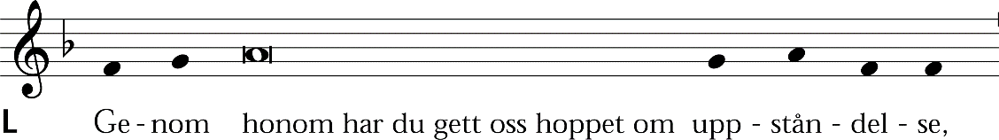 L Ge - nom honom har du gett oss hoppet om upp - stån - del - se,